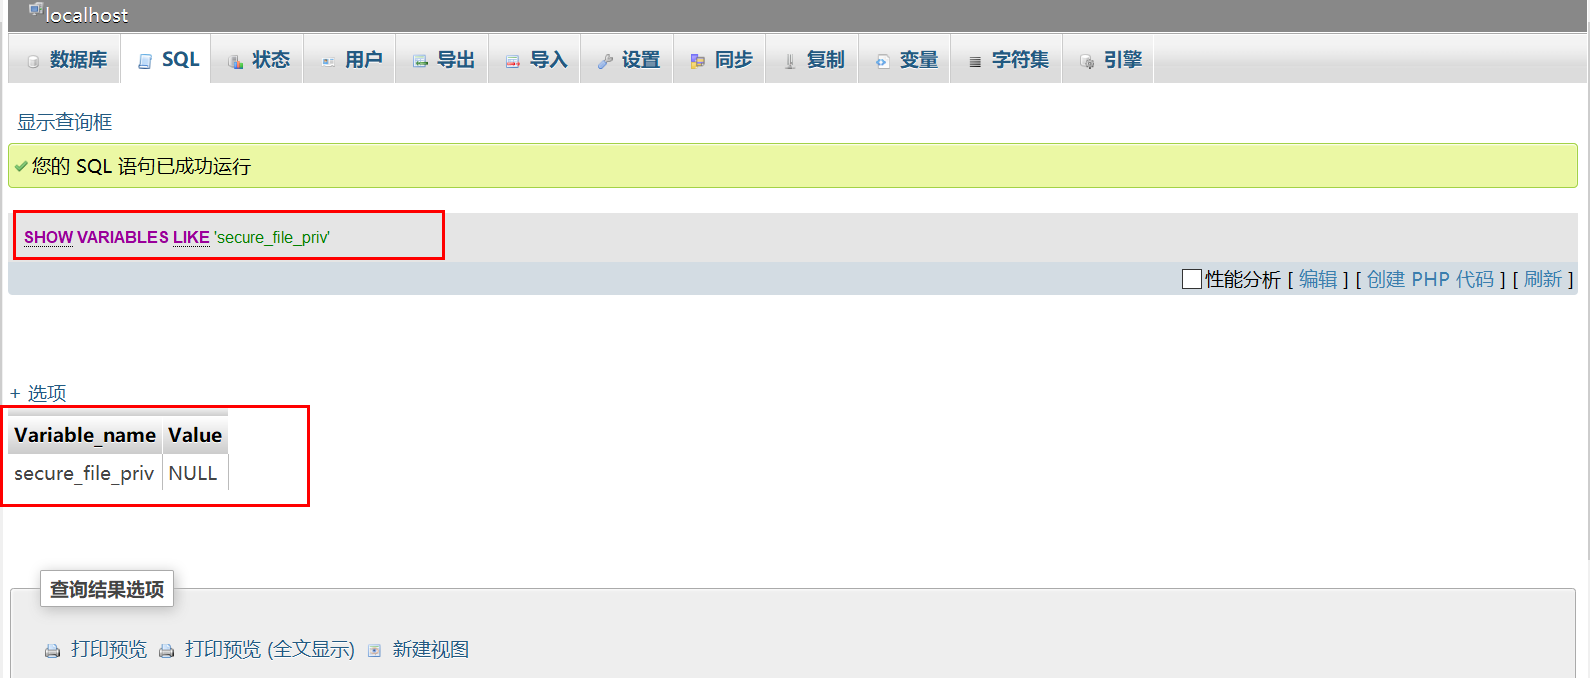 localhost
数据库 SQL 状态 用户 导出 导入 设置 同步 复制 变量 字符集 引擎
显示查询框
您的 SQL 语句已成功运行
SHOW VARIABLES LIKE 'secure_file_priv'
性能分析 [ 编辑 ] [ 创建 PHP 代码 ] [ 刷新 ]
+ 选项
Variable_name Value
secure_file_priv NULL
查询结果选项
打印预览 打印预览 (全文显示) 新建视图